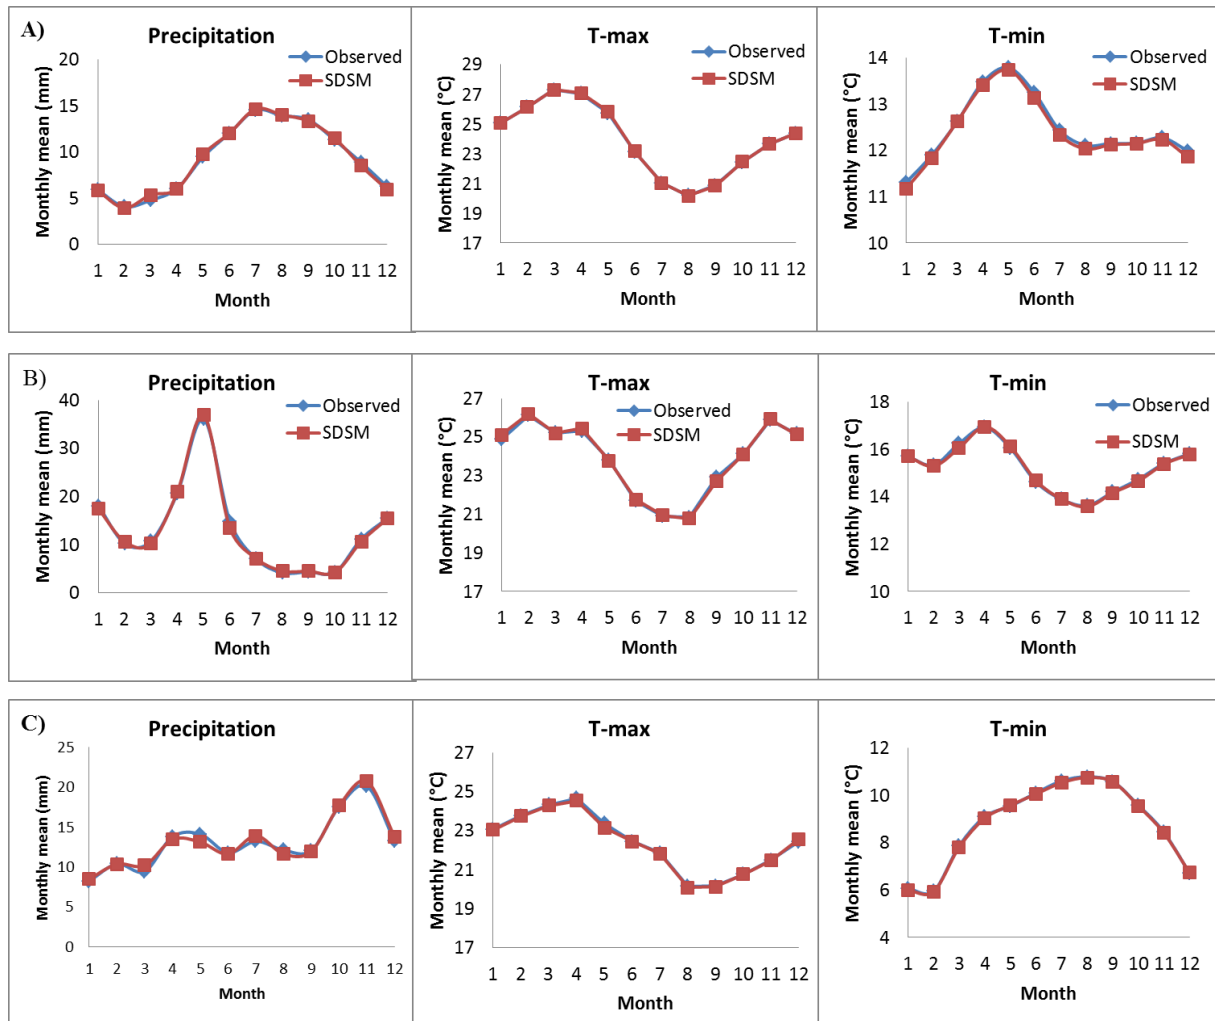 A)
Precipitation
Observed
SDSM
Monthly mean (mm)
20
15
10
5
0
1 2 3 4 5 6 7 8 9 10 11 12
Month
T-max
Observed
SDSM
Monthly mean (°C)
29
27
25
23
21
19
17
1 2 3 4 5 6 7 8 9 10 11 12
Month
T-min
Observed
SDSM
Monthly mean (°C)
14
13
12
11
10
1 2 3 4 5 6 7 8 9 10 11 12
Month
B)
Precipitation
Observed
SDSM
Monthly mean (mm)
40
30
20
10
0
1 2 3 4 5 6 7 8 9 10 11 12
Month
T-max
Observed
SDSM
Monthly mean (°C)
27
25
23
21
19
17
1 2 3 4 5 6 7 8 9 10 11 12
Month
T-min
Observed
SDSM
Monthly mean (°C)
18
16
14
12
10
1 2 3 4 5 6 7 8 9 10 11 12
Month
C)
Precipitation
Monthly mean (mm)
25
20
15
10
5
0
1 2 3 4 5 6 7 8 9 10 11 12
Month
T-max
Monthly mean (°C)
27
25
23
21
19
17
1 2 3 4 5 6 7 8 9 10 11 12
Month
T-min
Monthly mean (°C)
12
10
8
6
4
1 2 3 4 5 6 7 8 9 10 11 12
Month